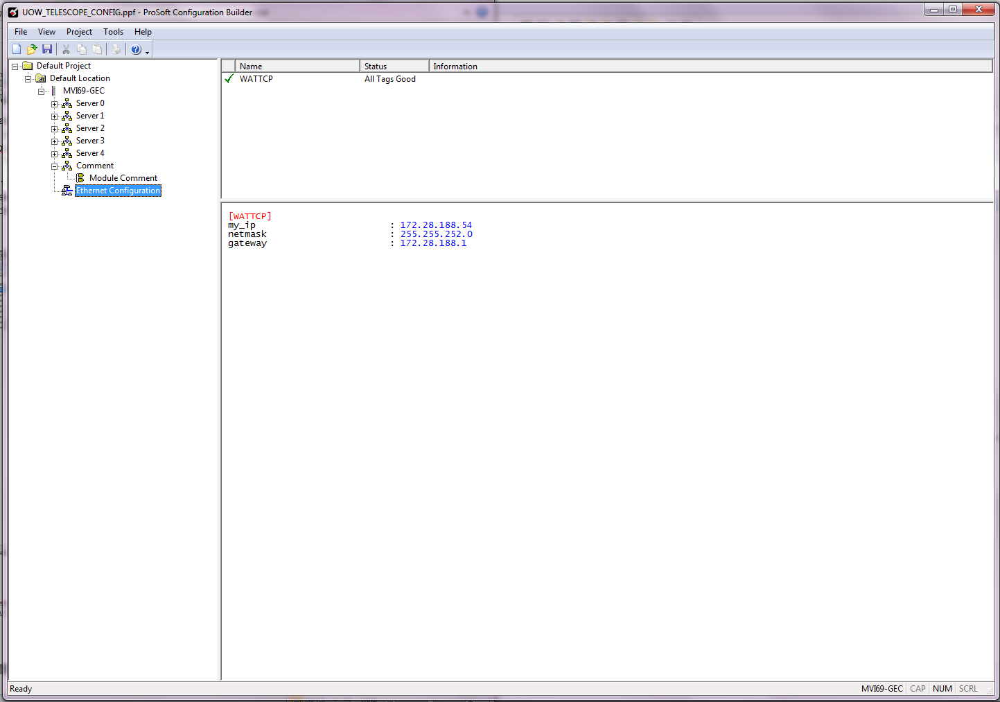 UOW_TELESCOPE_CONFIG.ppf - ProSoft Configuration Builder
File View Project Tools Help
Default Project
Default Location
MVI69-GEC
Server 0
Server 1
Server 2
Server 3
Server 4
Comment
Module Comment
Ethernet Configuration
Name Status Information
WATTCP All Tags Good
[WATTCP]
my_ip : 172.28.188.54
netmask : 255.255.252.0
gateway : 172.28.188.1
Ready MVI69-GEC CAP NUM SCRL